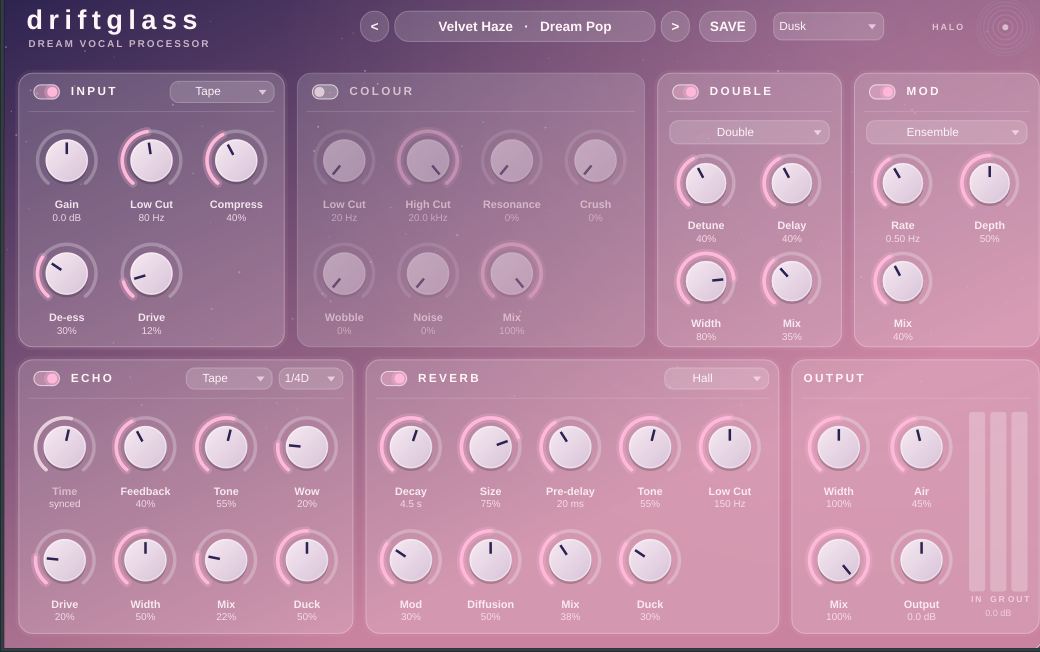 driftglass
DREAM VOCAL PROCESSOR
< Velvet Haze · Dream Pop > SAVE Dusk HALO
INPUT Tape
Gain Low Cut Compress
0.0 dB 80 Hz 40%
De-ess Drive
30% 12%
COLOUR
Low Cut High Cut Resonance Crush
20 Hz 20.0 kHz 0% 0%
Wobble Noise Mix
0% 0% 100%
DOUBLE
Double
Detune Delay
40% 40%
Width Mix
80% 35%
MOD
Ensemble
Rate Depth
0.50 Hz 50%
Mix
40%
ECHO Tape 1/4D
Time Feedback Tone Wow
synced 40% 55% 20%
Drive Width Mix Duck
20% 50% 22% 50%
REVERB Hall
Decay Size Pre-delay Tone Low Cut
4.5 s 75% 20 ms 55% 150 Hz
Mod Diffusion Mix Duck
30% 50% 38% 30%
OUTPUT
Width Air
100% 45%
Mix Output
100% 0.0 dB
IN GR OUT
0.0 dB